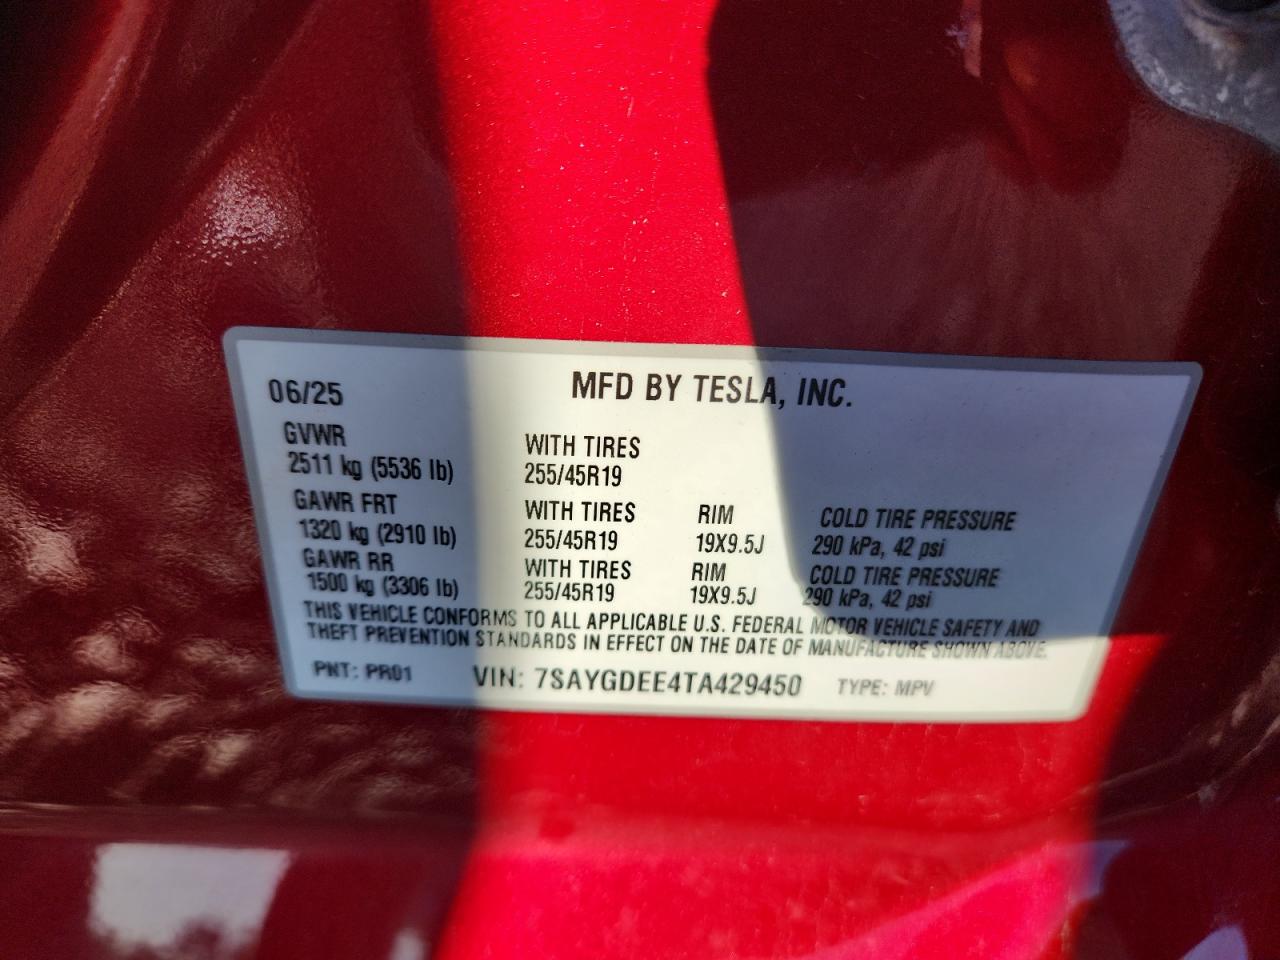 06/25 MFD BY TESLA, INC.
GVWR WITH TIRES
2511 kg (5536 lb) 255/45R19
GAWR FRT WITH TIRES RIM COLD TIRE PRESSURE
1320 kg (2910 lb) 255/45R19 19X9.5J 290 kPa, 42 psi
GAWR RR WITH TIRES RIM COLD TIRE PRESSURE
1500 kg (3306 lb) 255/45R19 19X9.5J 290 kPa, 42 psi
THIS VEHICLE CONFORMS TO ALL APPLICABLE U.S. FEDERAL MOTOR VEHICLE SAFETY AND
THEFT PREVENTION STANDARDS IN EFFECT ON THE DATE OF MANUFACTURE SHOWN ABOVE.
PNT: PR01 VIN: 7SAYGDEE4TA429450 TYPE: MPV